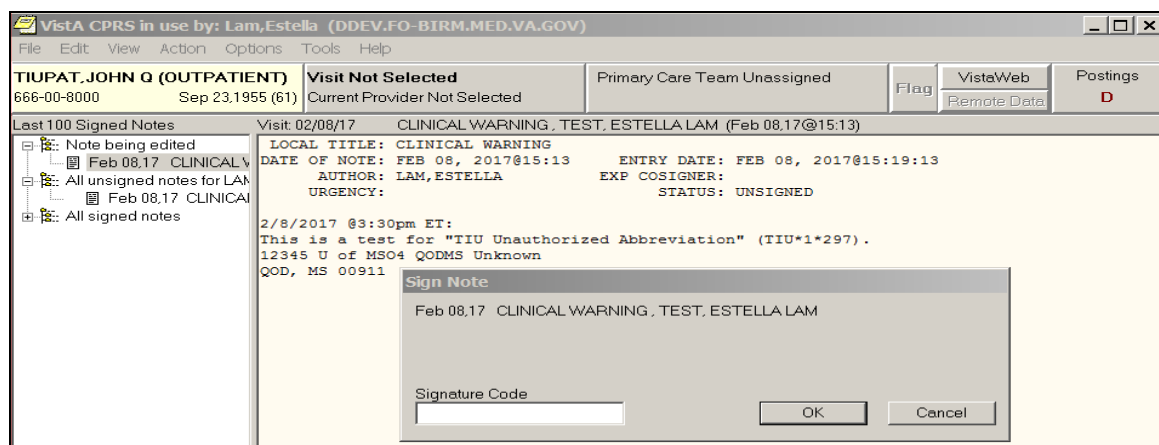 VistA CPRS in use by: Lam,Estella (DDEV.FO-BIRM.MED.VA.GOV)
File Edit View Action Options Tools Help
TIUPAT,JOHN Q (OUTPATIENT) Visit Not Selected Primary Care Team Unassigned Flag VistaWeb Postings
666-00-8000 Sep 23,1955 (61) Current Provider Not Selected Remote Data D
Last 100 Signed Notes Visit: 02/08/17 CLINICAL WARNING , TEST, ESTELLA LAM (Feb 08,17@15:13)
Note being edited
Feb 08,17 CLINICAL W
All unsigned notes for LAM
Feb 08,17 CLINICAL
All signed notes
LOCAL TITLE: CLINICAL WARNING
DATE OF NOTE: FEB 08, 2017@15:13 ENTRY DATE: FEB 08, 2017@15:19:13
AUTHOR: LAM,ESTELLA EXP COSIGNER:
URGENCY: STATUS: UNSIGNED
2/8/2017 @3:30pm ET:
This is a test for "TIU Unauthorized Abbreviation" (TIU*1*297).
12345 U of MSO4 QODMS Unknown
QOD, MS 00911
Sign Note
Feb 08,17 CLINICAL WARNING , TEST, ESTELLA LAM
Signature Code
OK Cancel